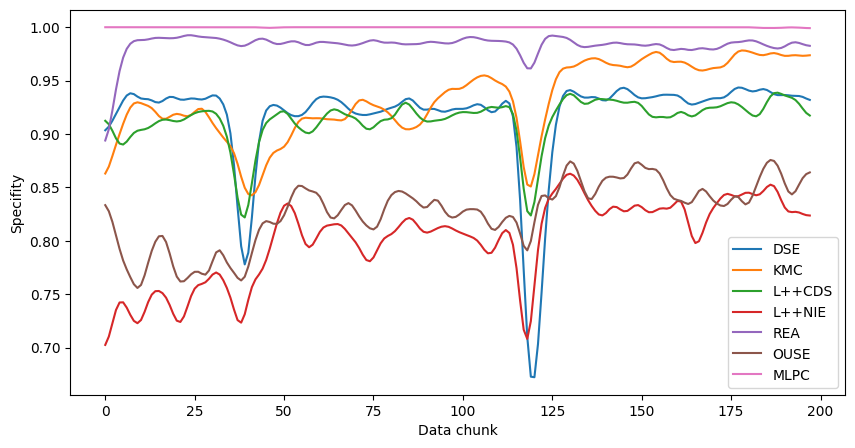 1.00
0.95
0.90
0.85
0.80
0.75
0.70
Specifity
0 25 50 75 100 125 150 175 200
Data chunk
DSE
KMC
L++CDS
L++NIE
REA
OUSE
MLPC